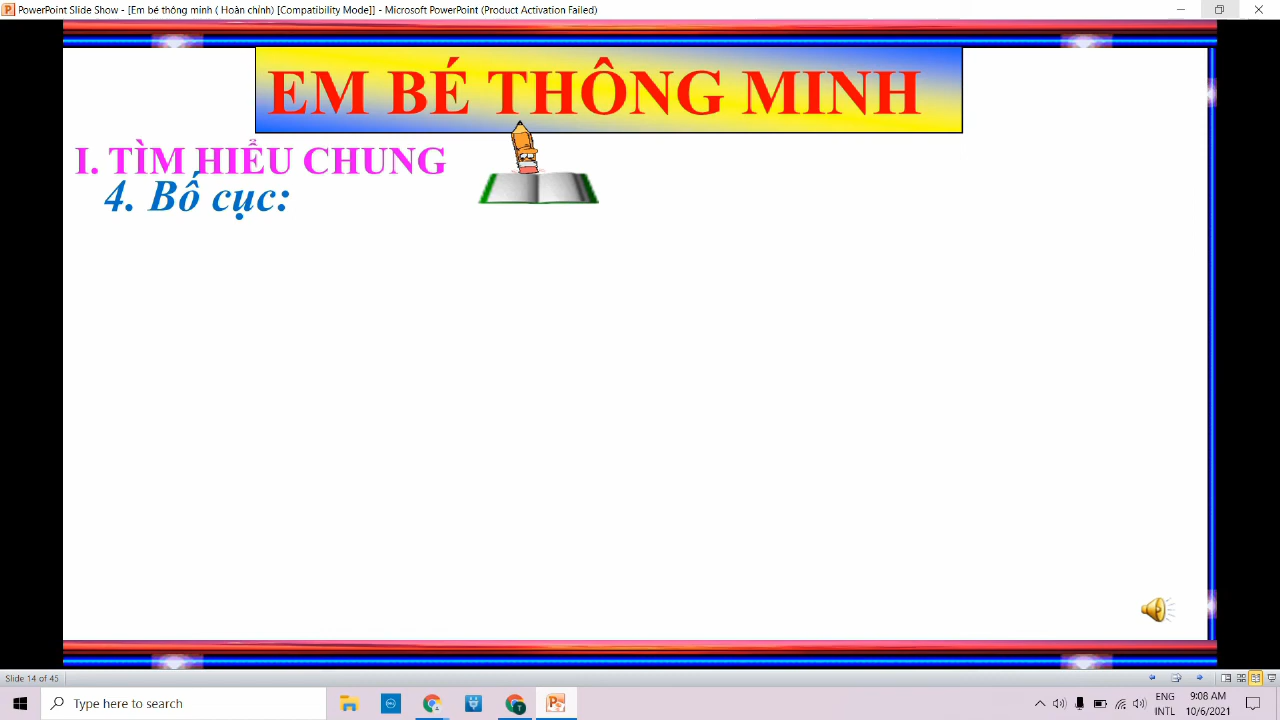 PowerPoint Slide Show - [Em bé thông minh ( Hoàn chỉnh) [Compatibility Mode]] - Microsoft PowerPoint (Product Activation Failed)
EM BÉ THÔNG MINH
I. TÌM HIỂU CHUNG
4. Bố cục:
Slide 14 of 45
Type here to search
ENG
INTL
9:08 AM
10/6/2021